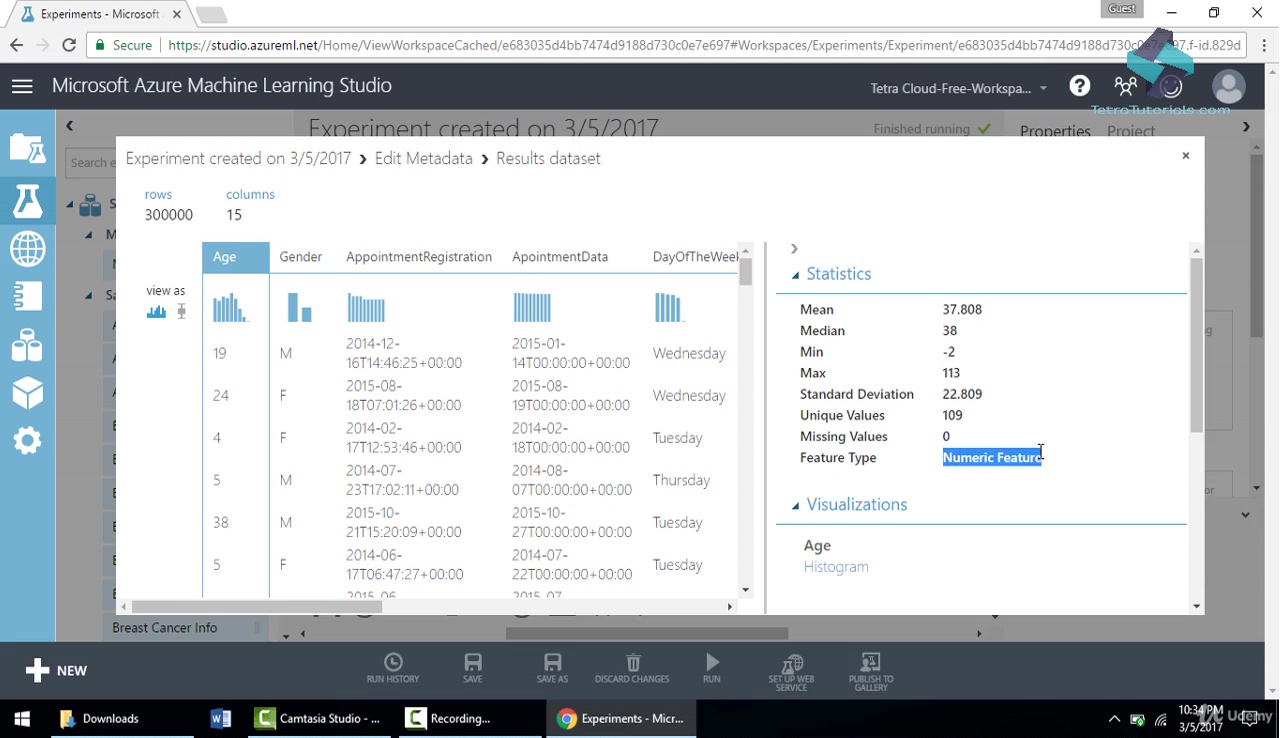 Experiments - Microsoft
Guest
Secure
https://studio.azureml.net/Home/ViewWorkspaceCached/e683035d4bb7474d9188d730c0e7e697#Workspaces/Experiments/Experiment/e683035d4bb7474d9188d730c0e7e697.f-id.829d
Microsoft Azure Machine Learning Studio
Tetra Cloud-Free-Workspa...
TetraTutorials.com
Experiment created on 3/5/2017
Finished running
Properties Project
Search e
Experiment created on 3/5/2017 Edit Metadata Results dataset
rows columns
300000 15
view as
Age Gender AppointmentRegistration ApointmentData DayOfTheWeek
19 M 2014-12-16T14:46:25+00:00 2015-01-14T00:00:00+00:00 Wednesday
24 F 2015-08-18T07:01:26+00:00 2015-08-19T00:00:00+00:00 Wednesday
4 F 2014-02-17T12:53:46+00:00 2014-02-18T00:00:00+00:00 Tuesday
5 M 2014-07-23T17:02:11+00:00 2014-08-07T00:00:00+00:00 Thursday
38 M 2015-10-21T15:20:09+00:00 2015-10-27T00:00:00+00:00 Tuesday
5 F 2014-06-17T06:47:27+00:00 2014-07-22T00:00:00+00:00 Tuesday
Statistics
Mean 37.808
Median 38
Min -2
Max 113
Standard Deviation 22.809
Unique Values 109
Missing Values 0
Feature Type Numeric Feature
Visualizations
Age
Histogram
Breast Cancer Info
NEW
RUN HISTORY
SAVE
SAVE AS
DISCARD CHANGES
RUN
SET UP WEB SERVICE
PUBLISH TO GALLERY
Downloads
Camtasia Studio - ...
Recording...
Experiments - Micr...
10:34 PM
3/5/2017
Udemy